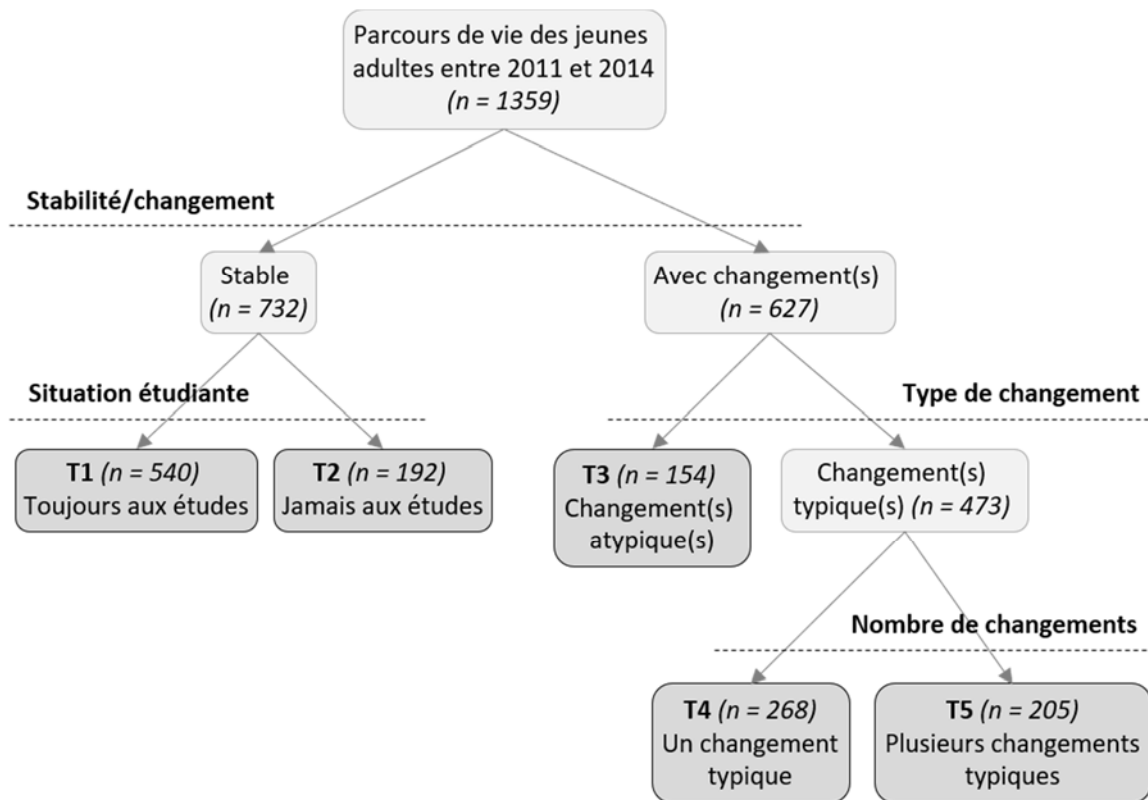 Parcours de vie des jeunes
adultes entre 2011 et 2014
(n = 1359)
Stabilité/changement
Stable
(n = 732)
Avec changement(s)
(n = 627)
Situation étudiante
Type de changement
T1 (n = 540)
Toujours aux études
T2 (n = 192)
Jamais aux études
T3 (n = 154)
Changement(s)
atypique(s)
Changement(s)
typique(s) (n = 473)
Nombre de changements
T4 (n = 268)
Un changement
typique
T5 (n = 205)
Plusieurs changements
typiques